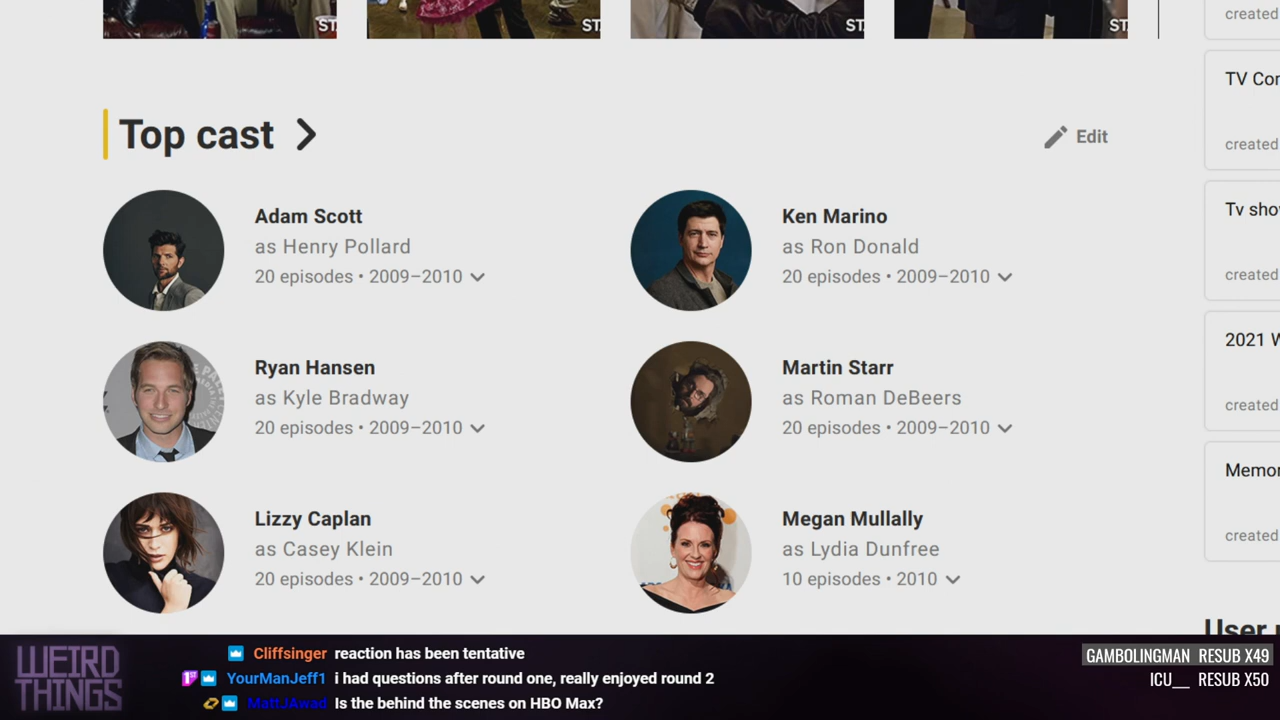 ST
ST
ST
ST
created
TV Cor
created
Tv sho
created
2021 W
created
Memor
created
User
Top cast
Edit
Adam Scott
as Henry Pollard
20 episodes • 2009–2010
Ken Marino
as Ron Donald
20 episodes • 2009–2010
Ryan Hansen
as Kyle Bradway
20 episodes • 2009–2010
Martin Starr
as Roman DeBeers
20 episodes • 2009–2010
Lizzy Caplan
as Casey Klein
20 episodes • 2009–2010
Megan Mullally
as Lydia Dunfree
10 episodes • 2010
WEIRD
THINGS
Cliffsinger reaction has been tentative
YourManJeff1 i had questions after round one, really enjoyed round 2
MattJAwad Is the behind the scenes on HBO Max?
GAMBOLINGMAN RESUB X49
ICU__ RESUB X50